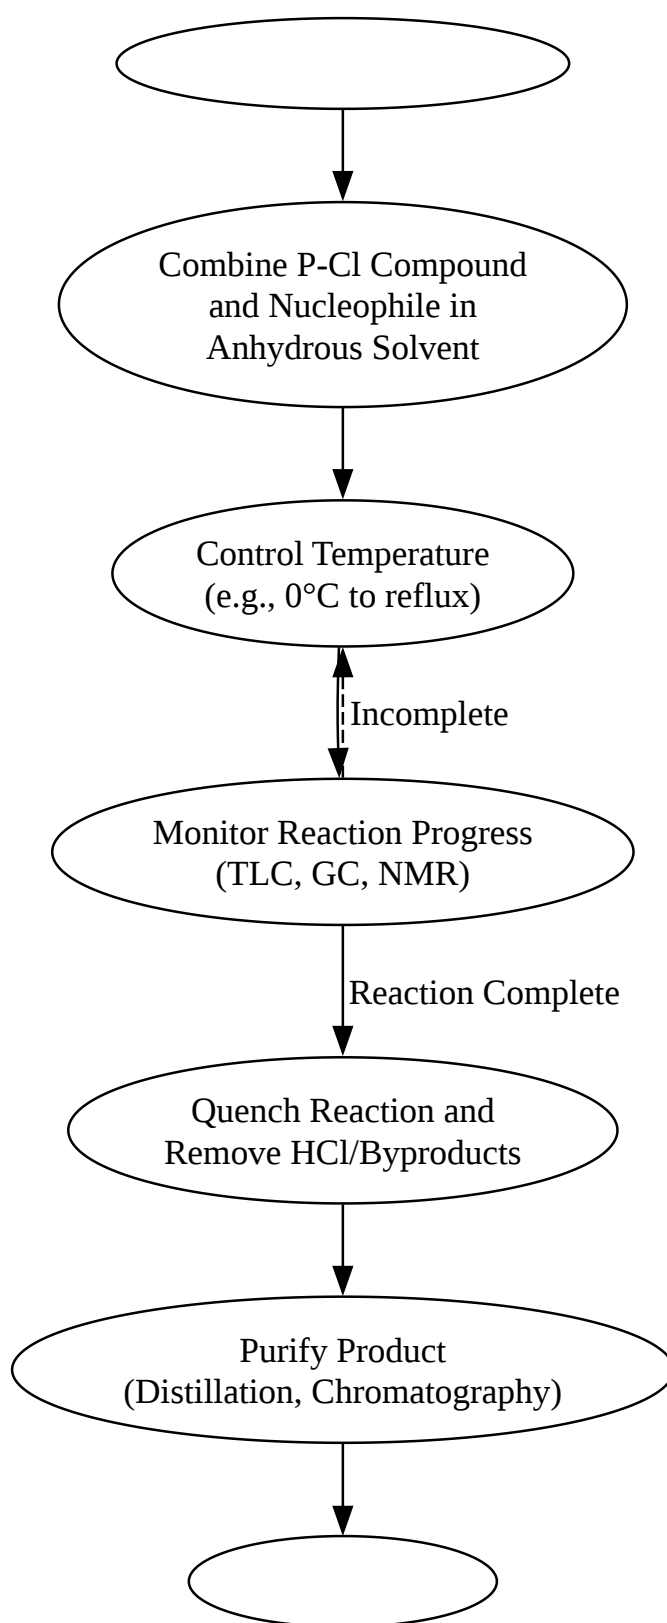 Combine P-Cl Compound
and Nucleophile in
Anhydrous Solvent
Control Temperature
(e.g., 0°C to reflux)
Incomplete
Monitor Reaction Progress
(TLC, GC, NMR)
Reaction Complete
Quench Reaction and
Remove HCl/Byproducts
Purify Product
(Distillation, Chromatography)